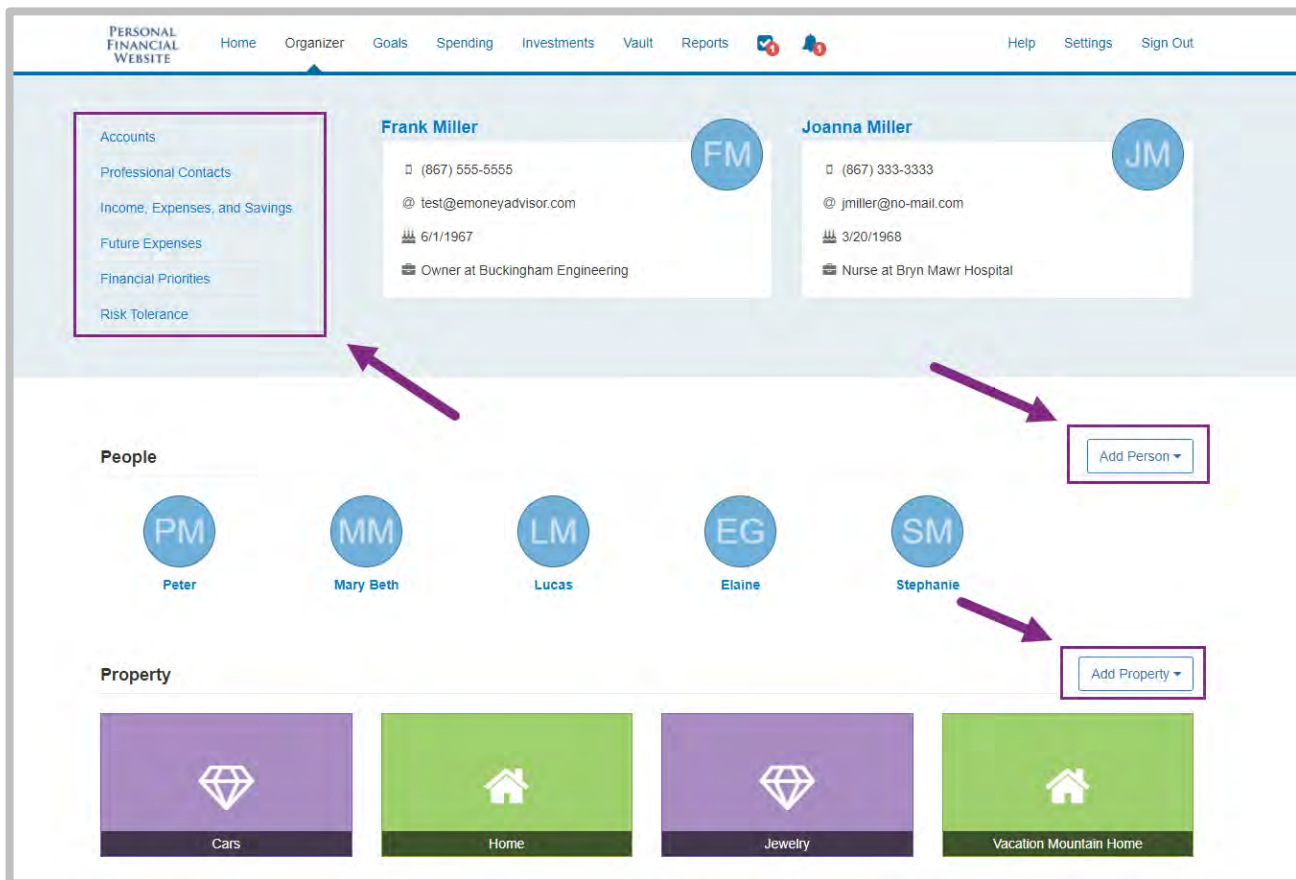 PERSONAL
FINANCIAL
WEBSITE
Home Organizer Goals Spending Investments Vault Reports 1 1 Help Settings Sign Out
Accounts
Professional Contacts
Income, Expenses, and Savings
Future Expenses
Financial Priorities
Risk Tolerance
Frank Miller
FM
(867) 555-5555
@ test@emoneyadvisor.com
6/1/1967
Owner at Buckingham Engineering
Joanna Miller
JM
(867) 333-3333
@ jmiller@no-mail.com
3/20/1968
Nurse at Bryn Mawr Hospital
People
Add Person
PM MM LM EG SM
Peter Mary Beth Lucas Elaine Stephanie
Property
Add Property
Cars Home Jewelry Vacation Mountain Home